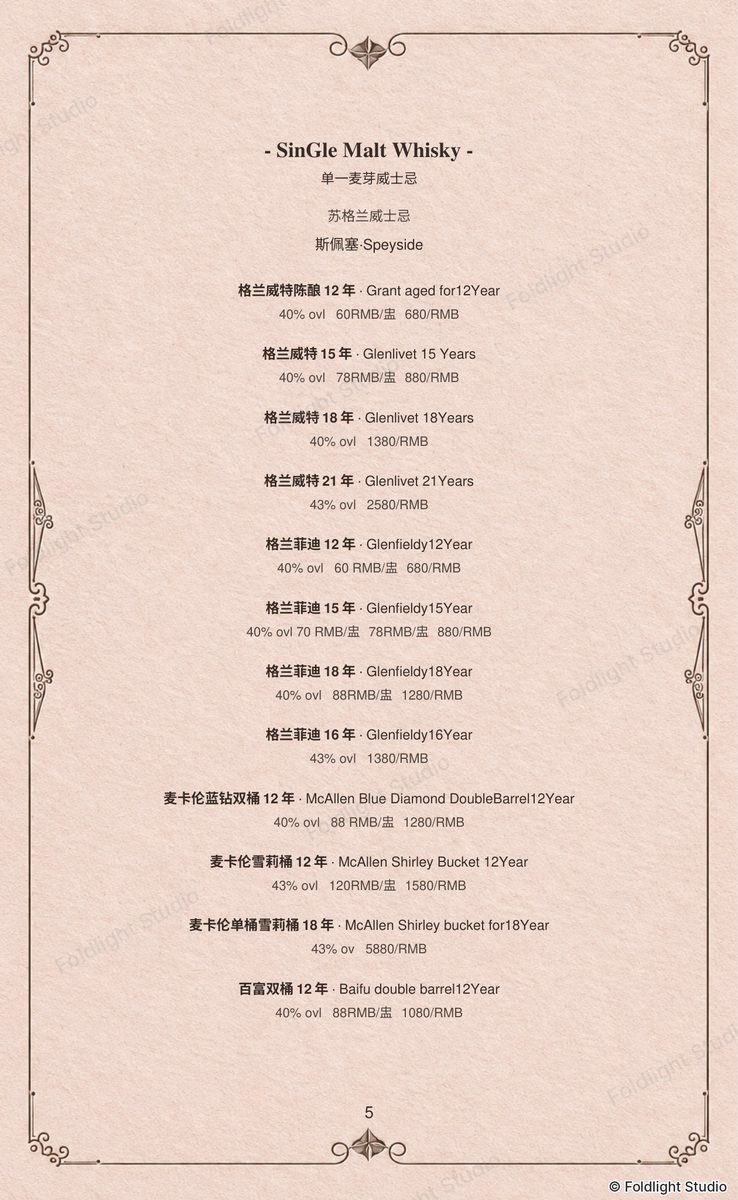 - SinGle Malt Whisky -
单一麦芽威士忌
苏格兰威士忌
斯佩塞·Speyside
格兰威特陈酿 12 年 · Grant aged for12Year
40% ovl 60RMB/盅 680/RMB
格兰威特 15 年 · Glenlivet 15 Years
40% ovl 78RMB/盅 880/RMB
格兰威特 18 年 · Glenlivet 18Years
40% ovl 1380/RMB
格兰威特 21 年 · Glenlivet 21Years
43% ovl 2580/RMB
格兰菲迪 12 年 · Glenfieldy12Year
40% ovl 60 RMB/盅 680/RMB
格兰菲迪 15 年 · Glenfieldy15Year
40% ovl 70 RMB/盅 78RMB/盅 880/RMB
格兰菲迪 18 年 · Glenfieldy18Year
40% ovl 88RMB/盅 1280/RMB
格兰菲迪 16 年 · Glenfieldy16Year
43% ovl 1380/RMB
麦卡伦蓝钻双桶 12 年 · McAllen Blue Diamond DoubleBarrel12Year
40% ovl 88 RMB/盅 1280/RMB
麦卡伦雪莉桶 12 年 · McAllen Shirley Bucket 12Year
43% ovl 120RMB/盅 1580/RMB
麦卡伦单桶雪莉桶 18 年 · McAllen Shirley bucket for18Year
43% ov 5880/RMB
百富双桶 12 年 · Baifu double barrel12Year
40% ovl 88RMB/盅 1080/RMB
5
© Foldlight Studio